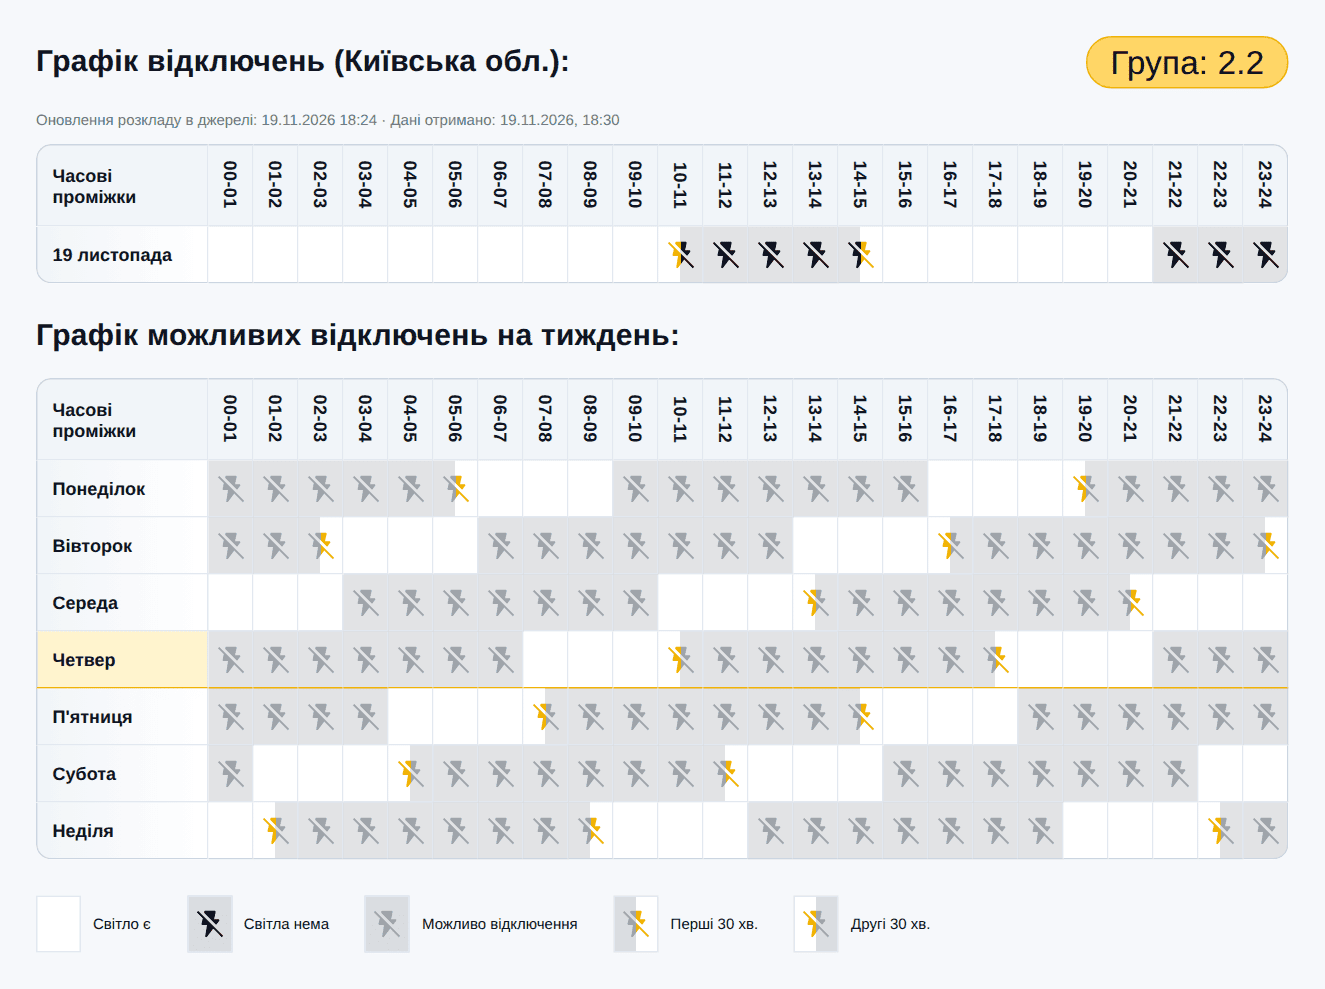 Графік відключень (Київська обл.):
Група: 2.2
Оновлення розкладу в джерелі: 19.11.2026 18:24 · Дані отримано: 19.11.2026, 18:30
Часові проміжки 00-01 01-02 02-03 03-04 04-05 05-06 06-07 07-08 08-09 09-10 10-11 11-12 12-13 13-14 14-15 15-16 16-17 17-18 18-19 19-20 20-21 21-22 22-23 23-24
19 листопада
Графік можливих відключень на тиждень:
Часові проміжки 00-01 01-02 02-03 03-04 04-05 05-06 06-07 07-08 08-09 09-10 10-11 11-12 12-13 13-14 14-15 15-16 16-17 17-18 18-19 19-20 20-21 21-22 22-23 23-24
Понеділок
Вівторок
Середа
Четвер
П'ятниця
Субота
Неділя
Світло є Світла нема Можливо відключення Перші 30 хв. Другі 30 хв.